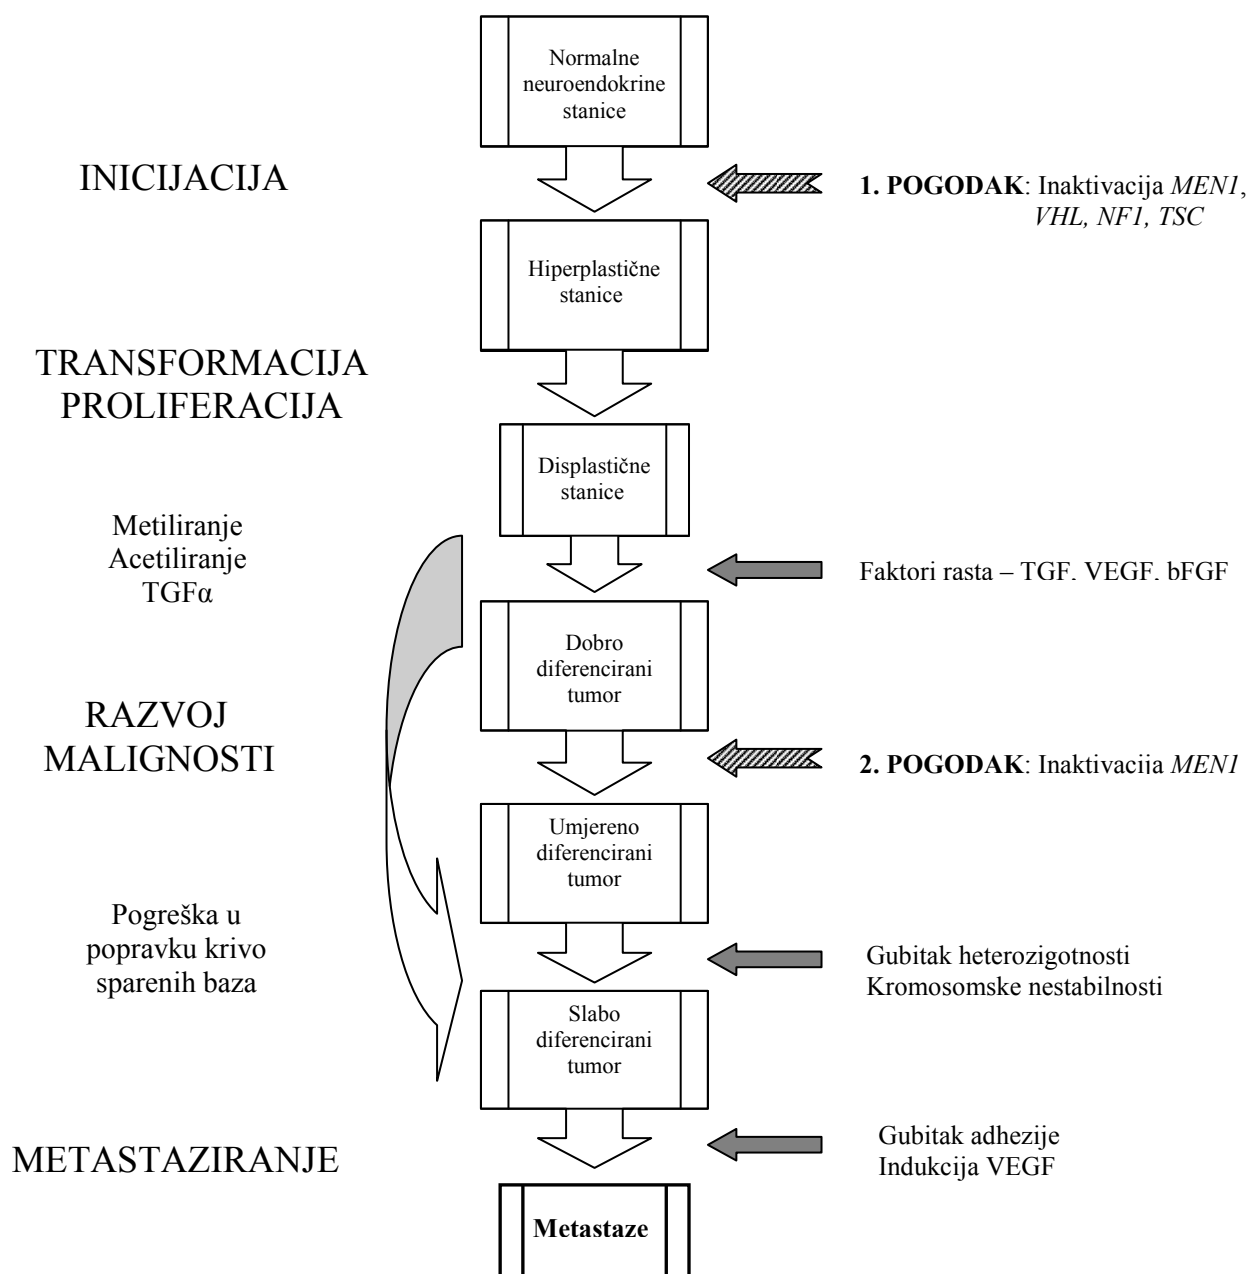 Normalne
neuroendokrine
stanice
INICIJACIJA
1. POGODAK: Inaktivacija MEN1,
VHL, NF1, TSC
Hiperplastične
stanice
TRANSFORMACIJA
PROLIFERACIJA
Displastične
stanice
Metiliranje
Acetiliranje
TGFα
Faktori rasta – TGF, VEGF, bFGF
Dobro
diferencirani
tumor
RAZVOJ
MALIGNOSTI
2. POGODAK: Inaktivacija MEN1
Umjereno
diferencirani
tumor
Pogreška u
popravku krivo
sparenih baza
Gubitak heterozigotnosti
Kromosomske nestabilnosti
Slabo
diferencirani
tumor
METASTAZIRANJE
Gubitak adhezije
Indukcija VEGF
Metastaze